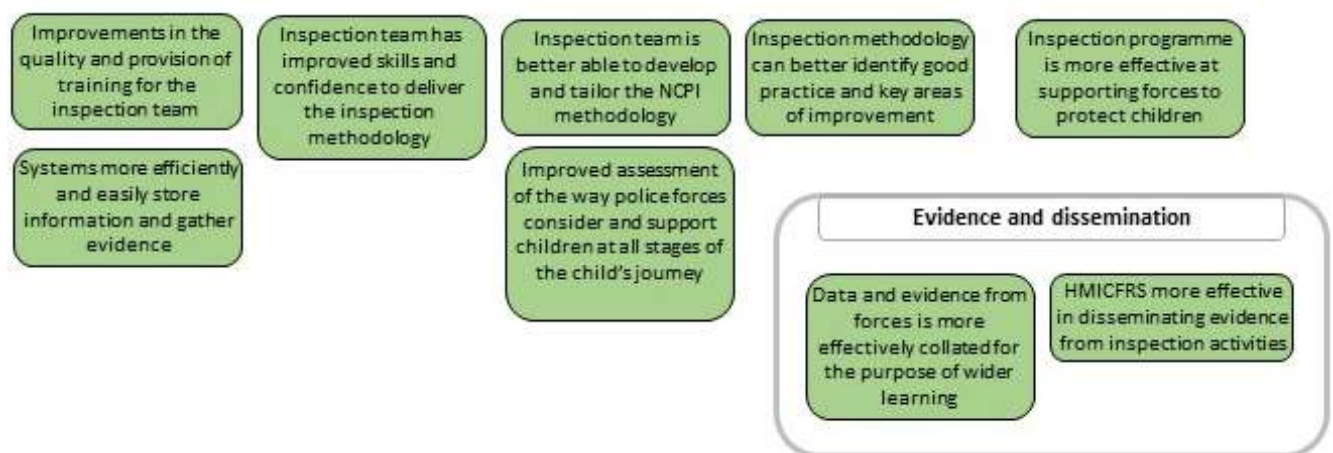 Improvements in the
quality and provision of
training for the
inspection team
Inspection team has
improved skills and
confidence to deliver
the inspection
methodology
Inspection team is
better able to develop
and tailor the NCPI
methodology
Inspection methodology
can better identify good
practice and key areas
of improvement
Inspection programme
is more effective at
supporting forces to
protect children
Systems more efficiently
and easily store
information and gather
evidence
Improved assessment
of the way police forces
consider and support
children at all stages of
the child's journey
Evidence and dissemination
Data and evidence from
forces is more
effectively collated for
the purpose of wider
learning
HMICFRS more effective
in disseminating evidence
from inspection activities